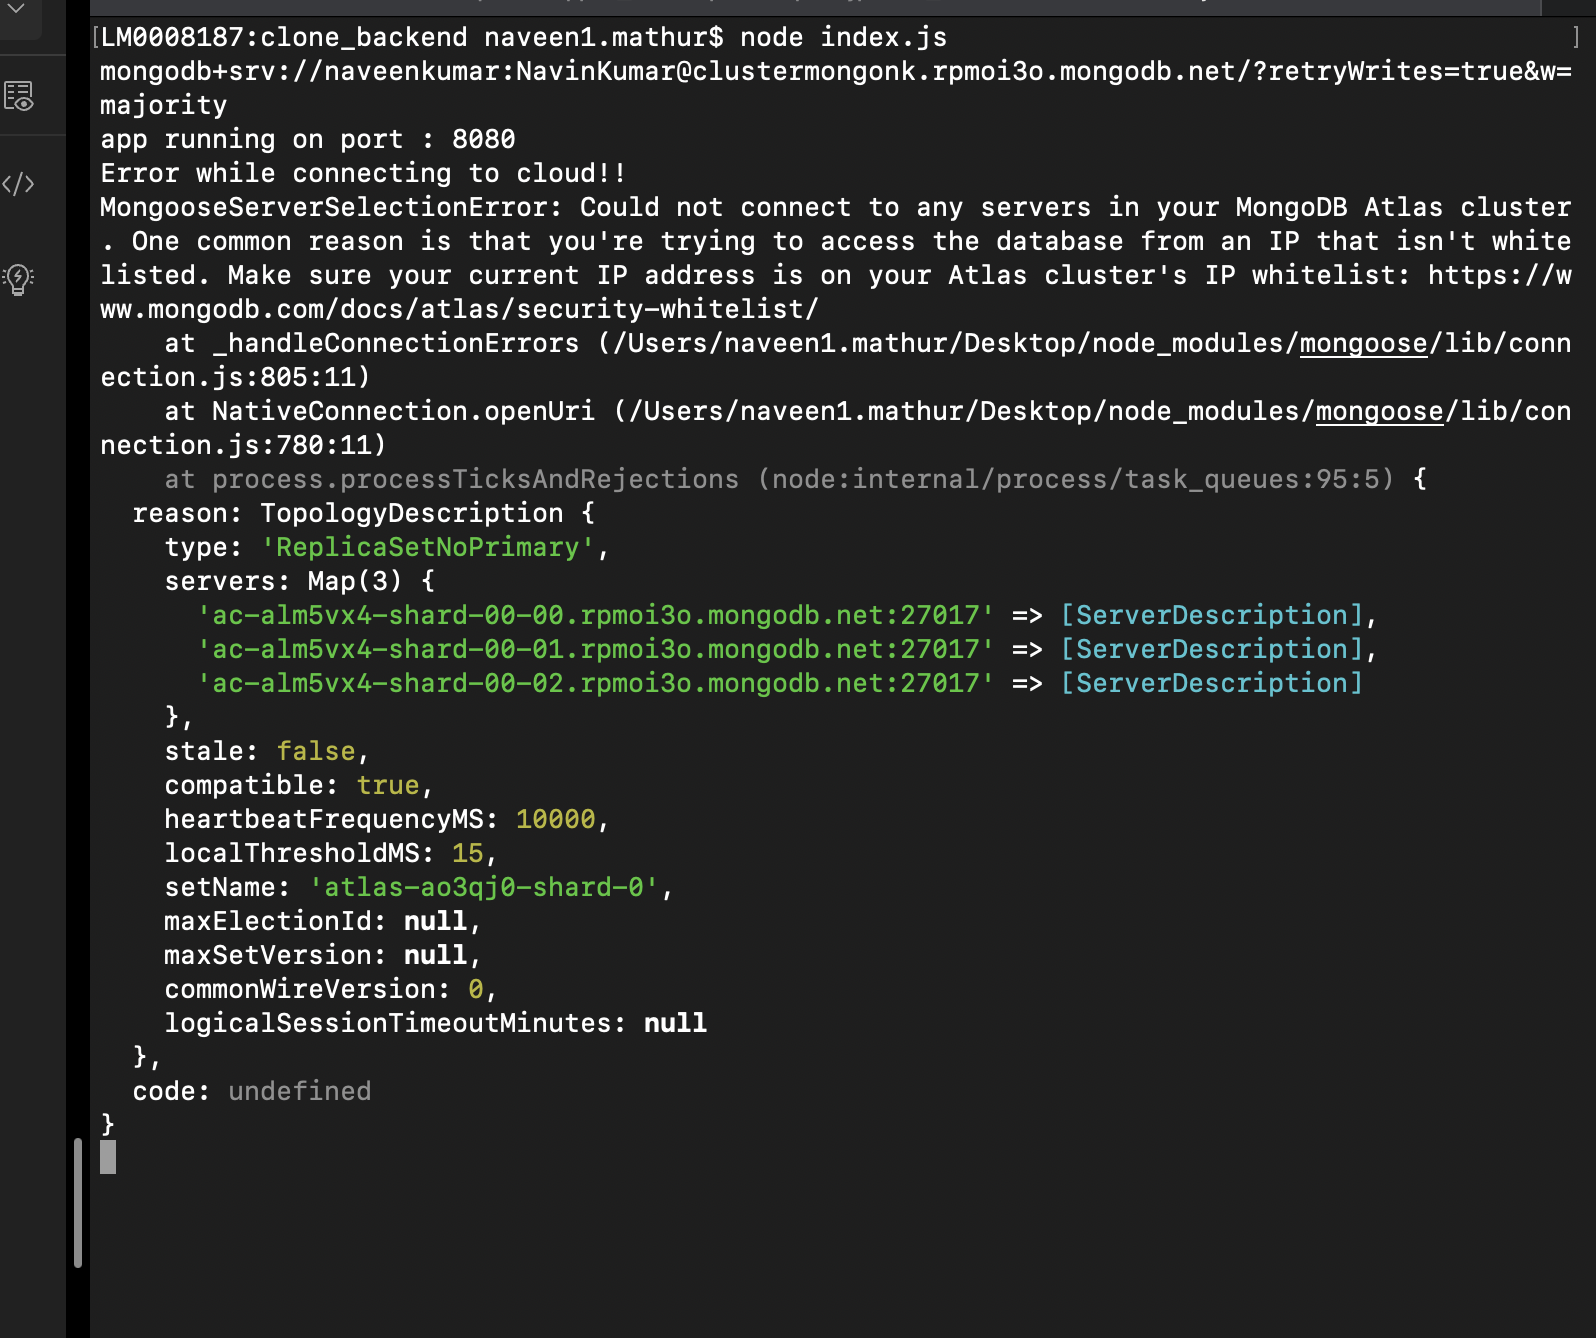 [LM0008187:clone_backend naveen1.mathur$ node index.js ]
mongodb+srv://naveenkumar:NavinKumar@clustermongonk.rpmoi3o.mongodb.net/?retryWrites=true&w=
majority
app running on port : 8080
Error while connecting to cloud!!
MongooseServerSelectionError: Could not connect to any servers in your MongoDB Atlas cluster
. One common reason is that you're trying to access the database from an IP that isn't white
listed. Make sure your current IP address is on your Atlas cluster's IP whitelist: https://w
ww.mongodb.com/docs/atlas/security-whitelist/
    at _handleConnectionErrors (/Users/naveen1.mathur/Desktop/node_modules/mongoose/lib/conn
ection.js:805:11)
    at NativeConnection.openUri (/Users/naveen1.mathur/Desktop/node_modules/mongoose/lib/con
nection.js:780:11)
    at process.processTicksAndRejections (node:internal/process/task_queues:95:5) {
  reason: TopologyDescription {
    type: 'ReplicaSetNoPrimary',
    servers: Map(3) {
      'ac-alm5vx4-shard-00-00.rpmoi3o.mongodb.net:27017' => [ServerDescription],
      'ac-alm5vx4-shard-00-01.rpmoi3o.mongodb.net:27017' => [ServerDescription],
      'ac-alm5vx4-shard-00-02.rpmoi3o.mongodb.net:27017' => [ServerDescription]
    },
    stale: false,
    compatible: true,
    heartbeatFrequencyMS: 10000,
    localThresholdMS: 15,
    setName: 'atlas-ao3qj0-shard-0',
    maxElectionId: null,
    maxSetVersion: null,
    commonWireVersion: 0,
    logicalSessionTimeoutMinutes: null
  },
  code: undefined
}